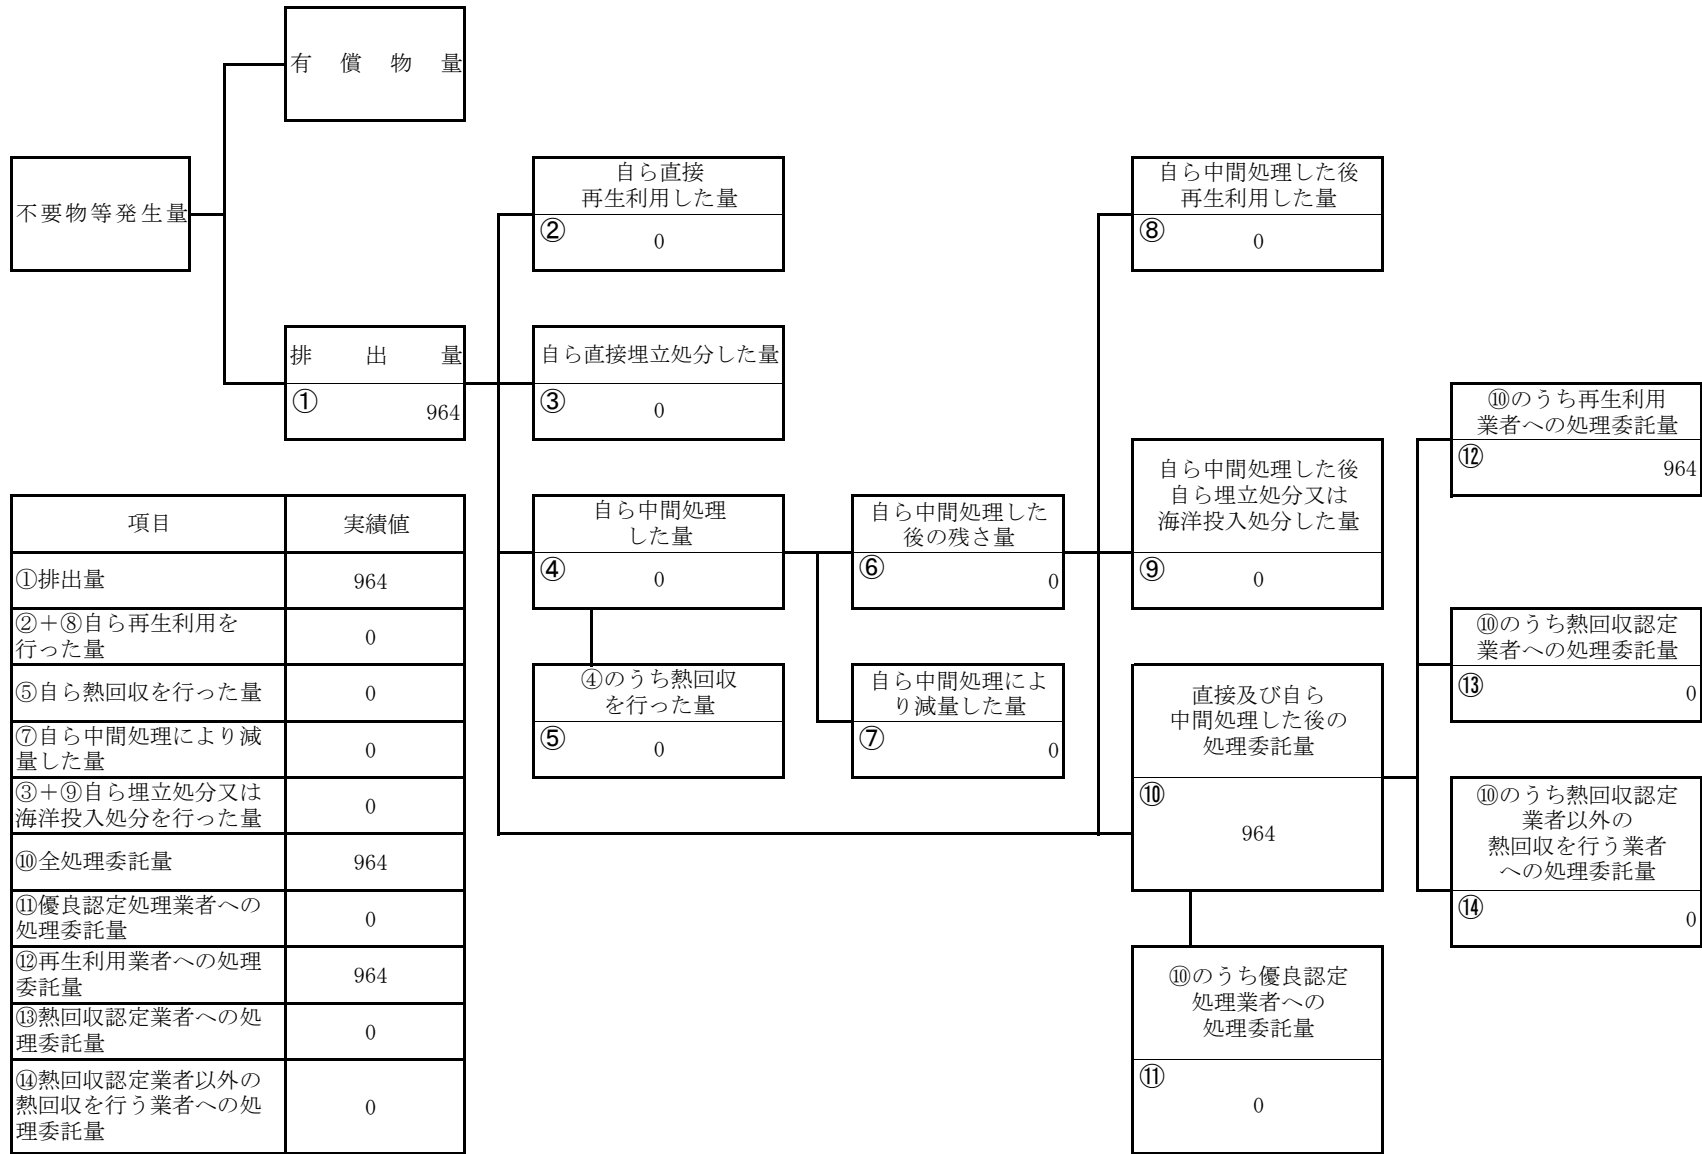 有償物量
不要物等発生量
排出量
①
964
自ら直接
再生利用した量
②
0
自ら直接埋立処分した量
③
0
自ら中間処理
した量
④
0
④のうち熱回収
を行った量
⑤
0
自ら中間処理した
後の残さ量
⑥
0
自ら中間処理によ
り減量した量
⑦
0
自ら中間処理した後
再生利用した量
⑧
0
自ら中間処理した後
自ら埋立処分又は
海洋投入処分した量
⑨
0
直接及び自ら
中間処理した後の
処理委託量
⑩
964
⑩のうち優良認定
処理業者への
処理委託量
⑪
0
⑩のうち再生利用
業者への処理委託量
⑫
964
⑩のうち熱回収認定
業者への処理委託量
⑬
0
⑩のうち熱回収認定
業者以外の
熱回収を行う業者
への処理委託量
⑭
0
項目 実績値
①排出量 964
②＋⑧自ら再生利用を
行った量 0
⑤自ら熱回収を行った量 0
⑦自ら中間処理により減
量した量 0
③＋⑨自ら埋立処分又は
海洋投入処分を行った量 0
⑩全処理委託量 964
⑪優良認定処理業者への
処理委託量 0
⑫再生利用業者への処理
委託量 964
⑬熱回収認定業者への処
理委託量 0
⑭熱回収認定業者以外の
熱回収を行う業者への処
理委託量 0